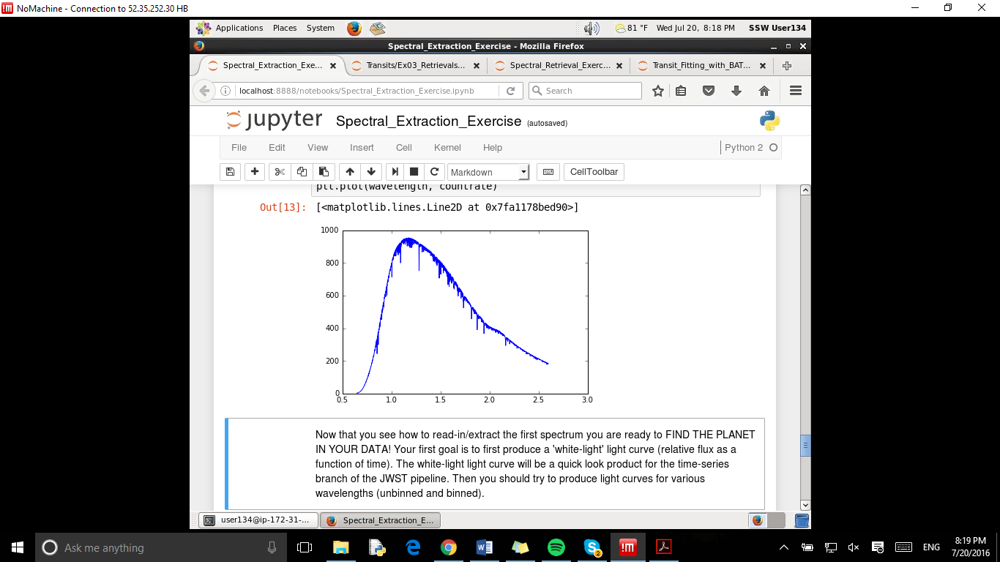 NoMachine - Connection to 52.35.252.30 HB
Applications Places System 81 °F Wed Jul 20, 8:18 PM SSW User134
Spectral_Extraction_Exercise - Mozilla Firefox
Spectral_Extraction_Exe... Transits/Ex03_Retrievals... Spectral_Retrieval_Exerc... Transit_Fitting_with_BAT...
localhost:8888/notebooks/Spectral_Extraction_Exercise.ipynb Search
jupyter Spectral_Extraction_Exercise (autosaved)
File Edit View Insert Cell Kernel Help Python 2
Markdown CellToolbar
plt.plot(wavelength, countrate)
Out[13]: [<matplotlib.lines.Line2D at 0x7fa1178bed90>]
1000
800
600
400
200
0
0.5 1.0 1.5 2.0 2.5 3.0
Now that you see how to read-in/extract the first spectrum you are ready to FIND THE PLANET
IN YOUR DATA! Your first goal is to first produce a 'white-light' light curve (relative flux as a
function of time). The white-light light curve will be a quick look product for the time-series
branch of the JWST pipeline. Then you should try to produce light curves for various
wavelengths (unbinned and binned).
user134@ip-172-31-... Spectral_Extraction_E...
Ask me anything
2
ENG
8:19 PM
7/20/2016